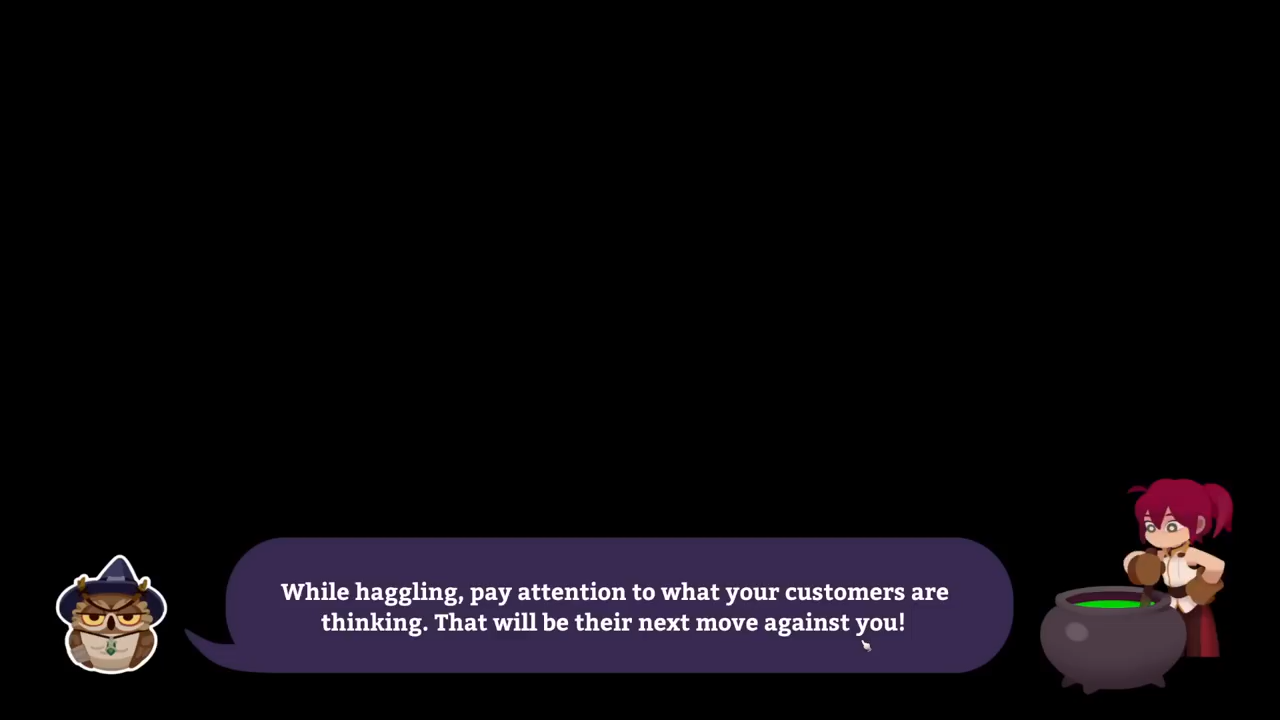 While haggling, pay attention to what your customers are
thinking. That will be their next move against you!